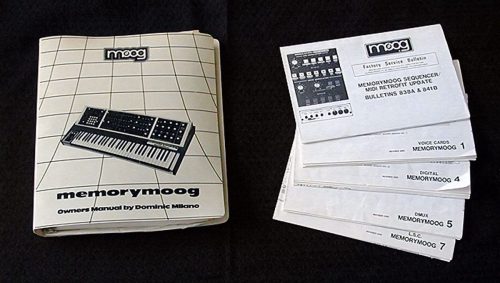 moog
memorymoog
Owners Manual by Dominic Milano
moog
Factory Service Bulletin
MEMORYMOOG SEQUENCER/
MIDI RETROFIT UPDATE
BULLETINS 838A & 841B
VOICE CARDS
MEMORYMOOG 1
DIGITAL
MEMORYMOOG 4
DMUX
MEMORYMOOG 5
L.S.C.
MEMORYMOOG 7